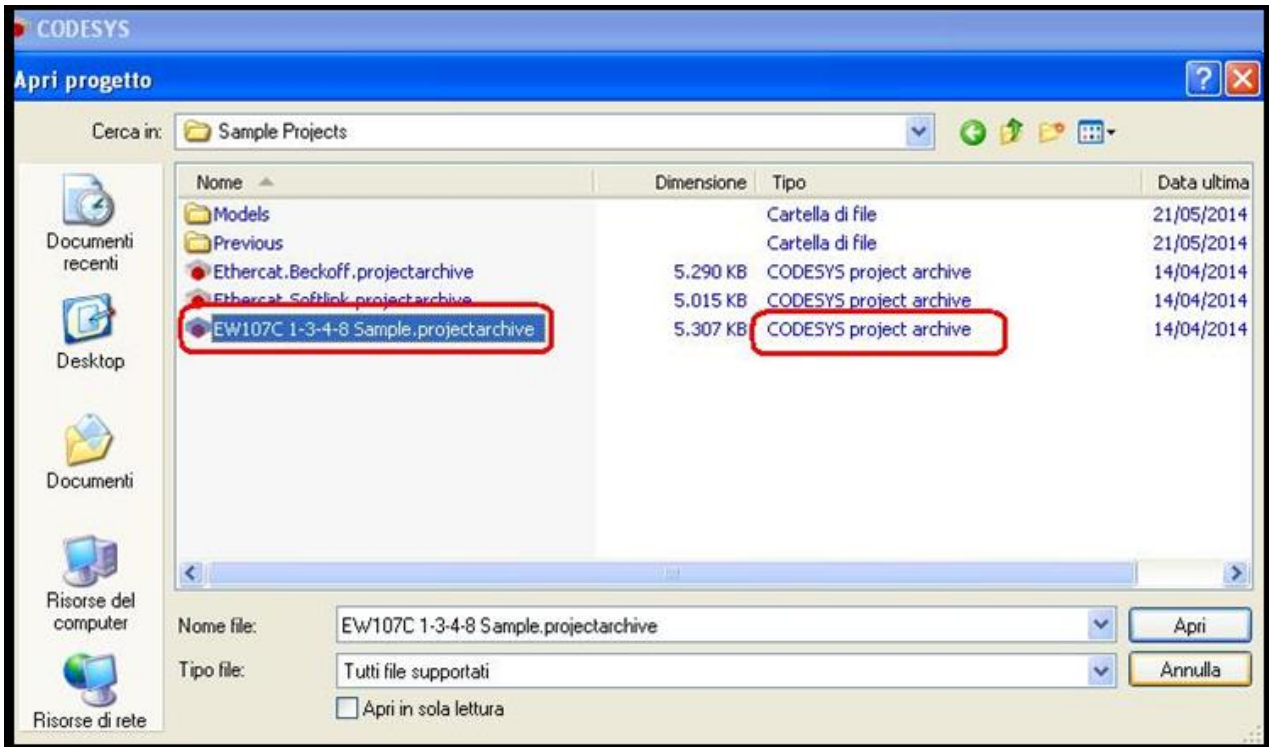 CODESYS
Apri progetto
Cerca in: Sample Projects
Nome Dimensione Tipo Data ultima
Models Cartella di file 21/05/2014
Previous Cartella di file 21/05/2014
Ethercat.Beckoff.projectarchive 5.290 KB CODESYS project archive 14/04/2014
Ethercat.Softlink.projectarchive 5.015 KB CODESYS project archive 14/04/2014
EW107C 1-3-4-8 Sample.projectarchive 5.307 KB CODESYS project archive 14/04/2014
Documenti
recenti
Desktop
Documenti
Risorse del
computer
Risorse di rete
Nome file: EW107C 1-3-4-8 Sample.projectarchive Apri
Tipo file: Tutti file supportati Annulla
Apri in sola lettura